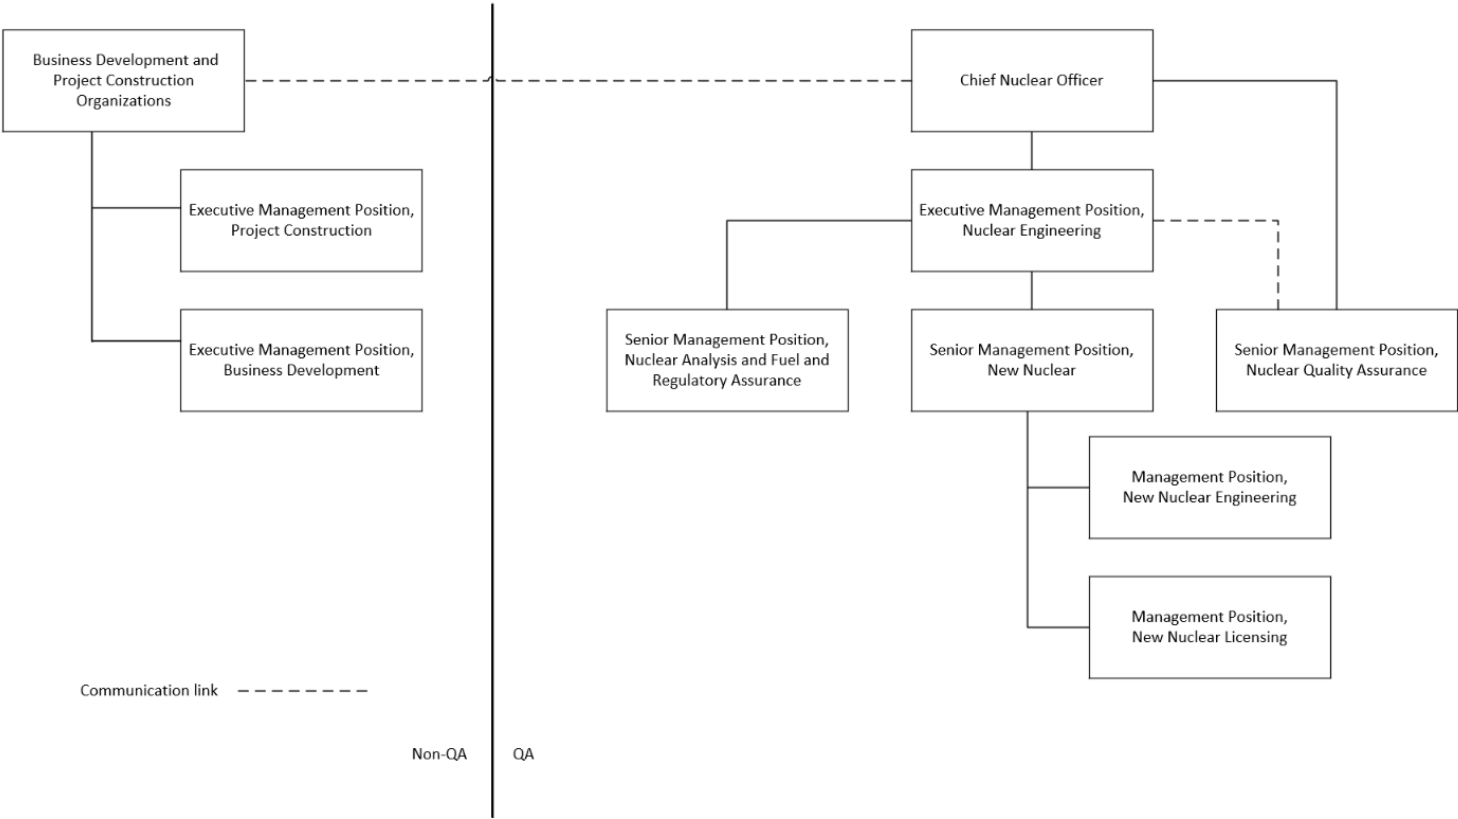 Business Development and
Project Construction
Organizations
Chief Nuclear Officer
Executive Management Position,
Project Construction
Executive Management Position,
Nuclear Engineering
Executive Management Position,
Business Development
Senior Management Position,
Nuclear Analysis and Fuel and
Regulatory Assurance
Senior Management Position,
New Nuclear
Senior Management Position,
Nuclear Quality Assurance
Management Position,
New Nuclear Engineering
Management Position,
New Nuclear Licensing
Communication link
Non-QA
QA